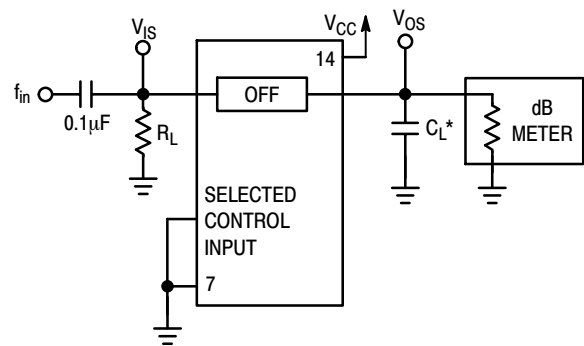 V_IS
V_CC
V_OS
14
f_in
OFF
dB
METER
0.1µF
R_L
C_L*
SELECTED
CONTROL
INPUT
7